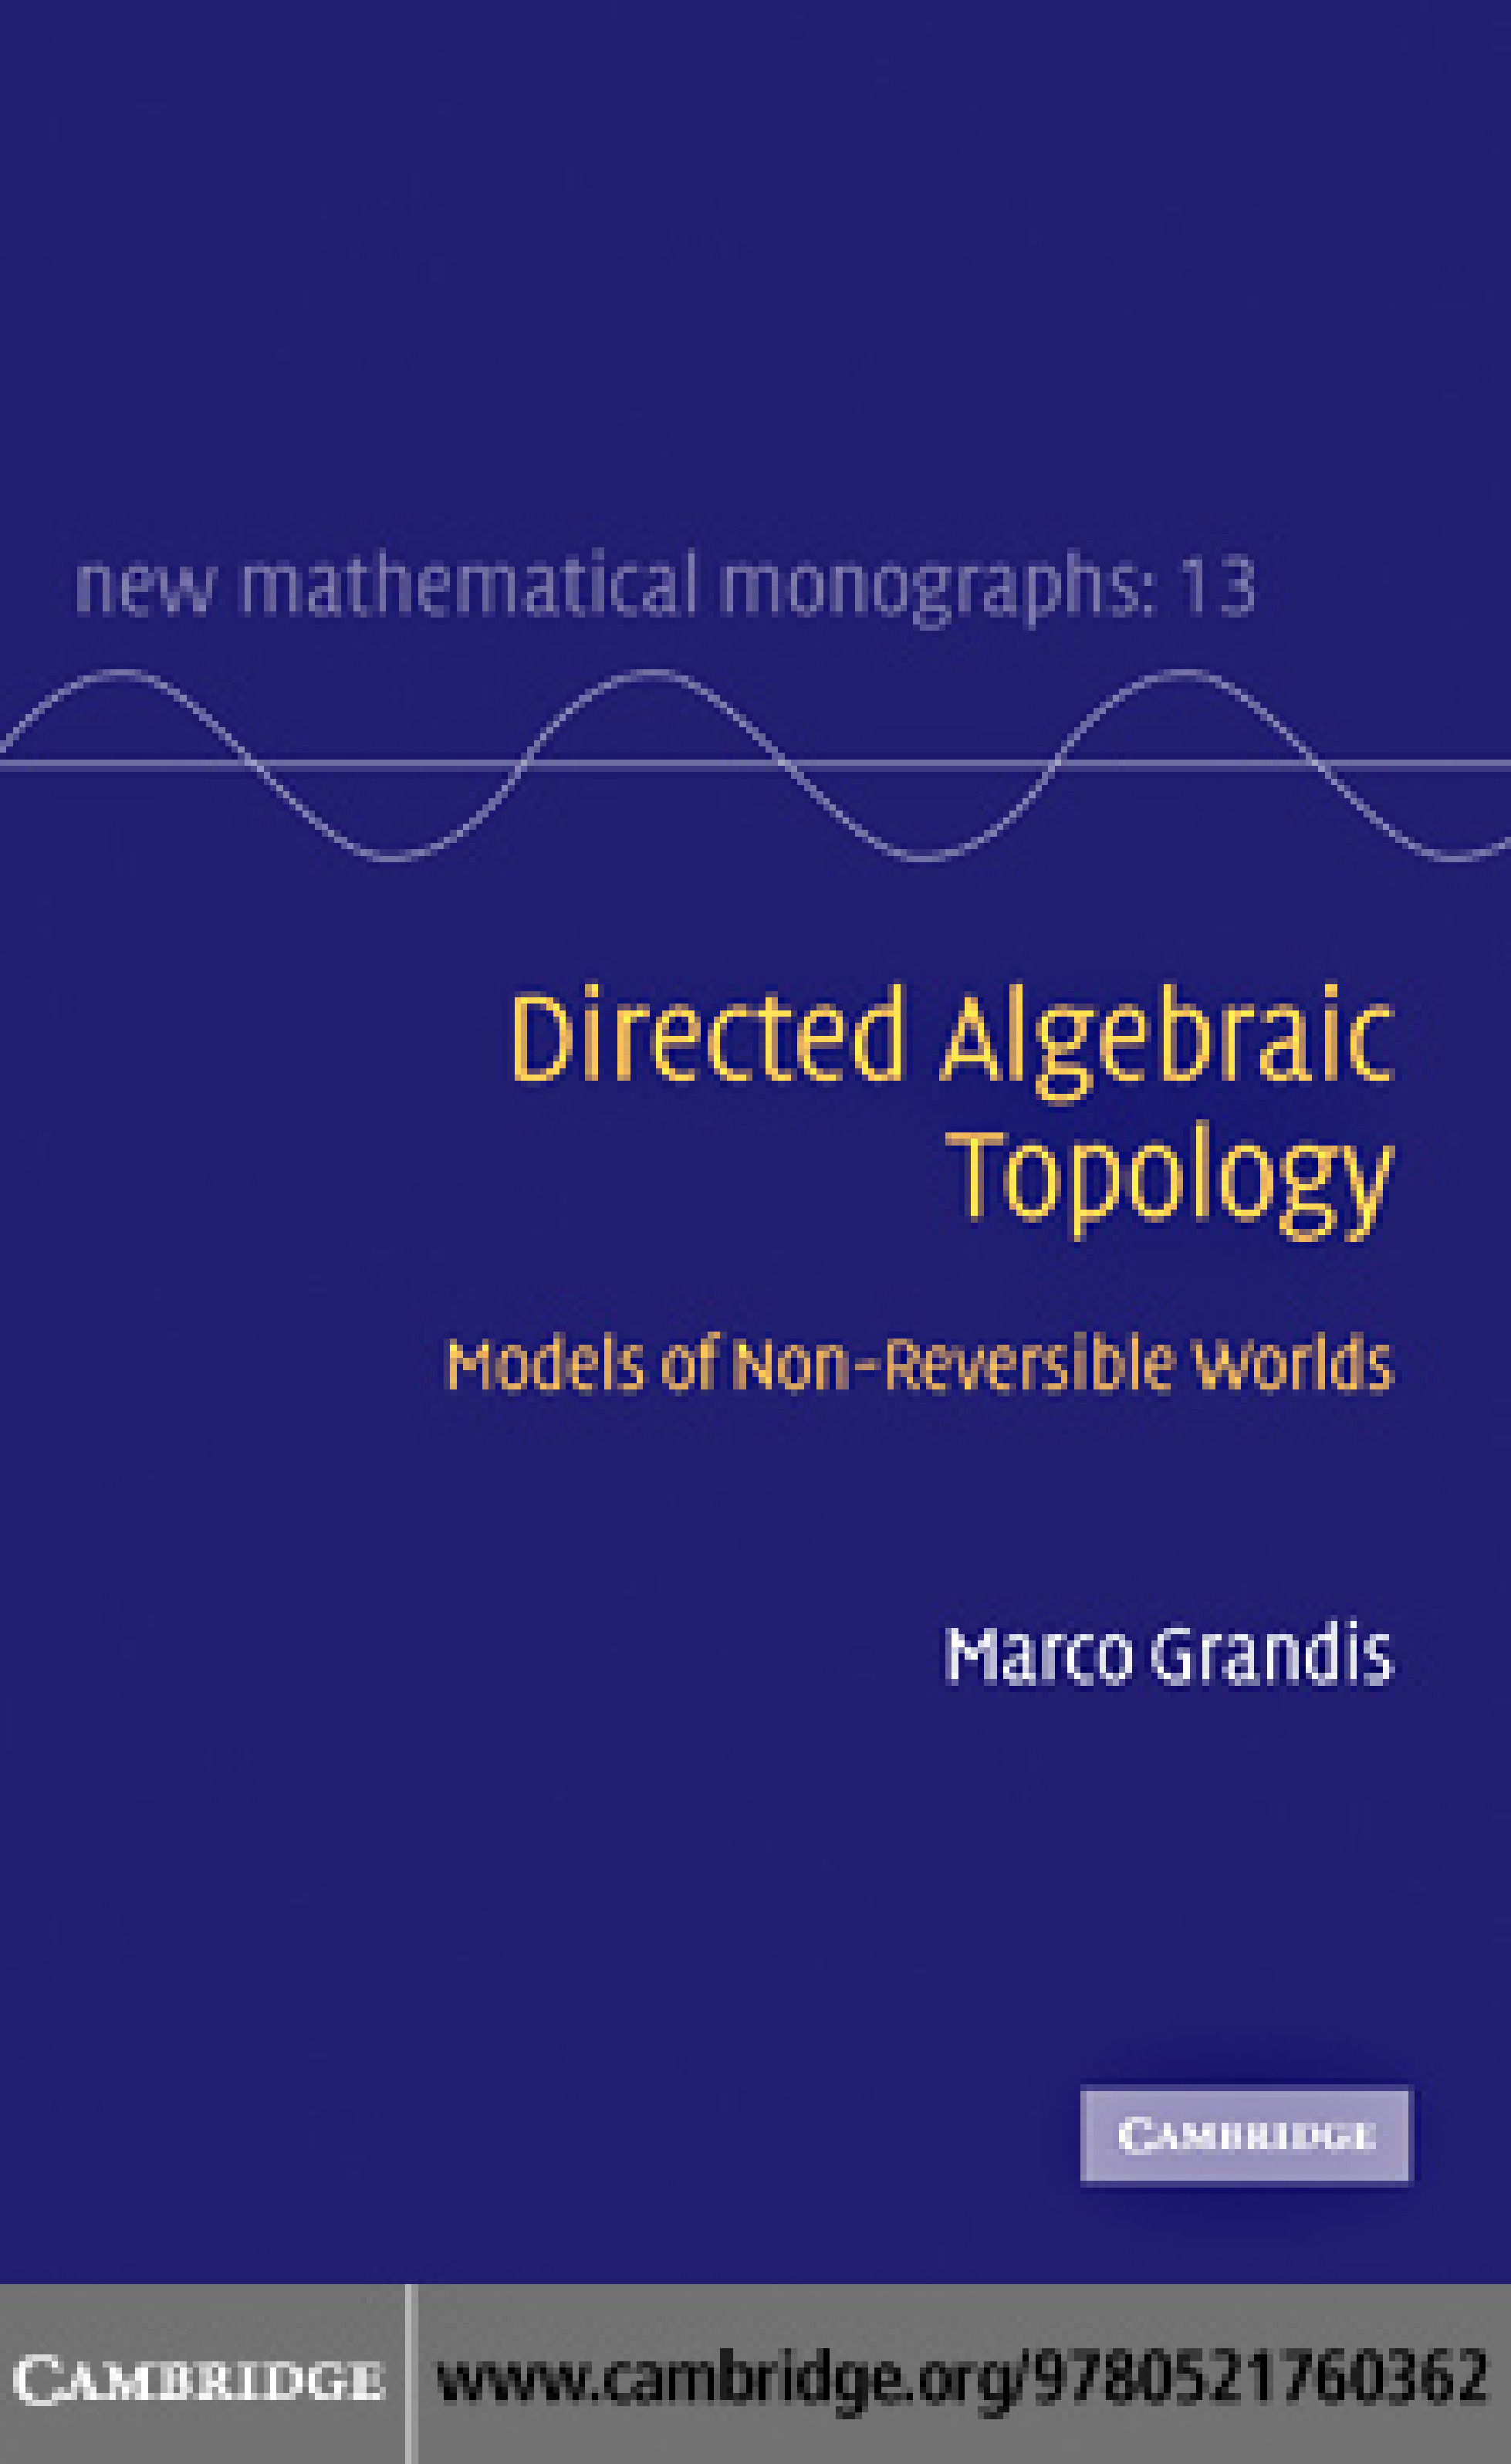 new mathematical monographs: 13
Directed Algebraic
Topology
Models of Non-Reversible Worlds
Marco Grandis
CAMBRIDGE
CAMBRIDGE
www.cambridge.org/9780521760362